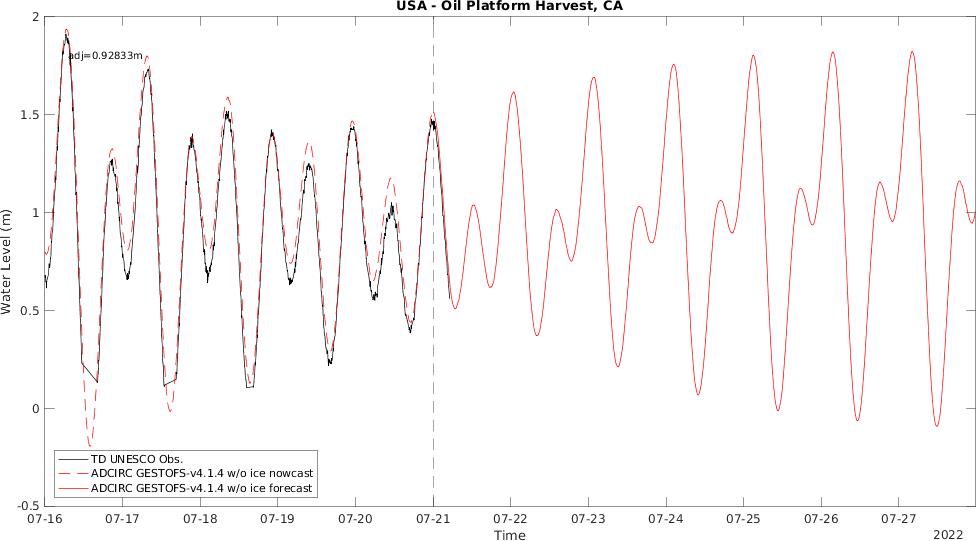 USA - Oil Platform Harvest, CA
adj=0.92833m
Water Level (m)
2
1.5
1
0.5
0
-0.5
TD UNESCO Obs.
ADCIRC GESTOFS-v4.1.4 w/o ice nowcast
ADCIRC GESTOFS-v4.1.4 w/o ice forecast
07-16 07-17 07-18 07-19 07-20 07-21 07-22 07-23 07-24 07-25 07-26 07-27
Time
2022